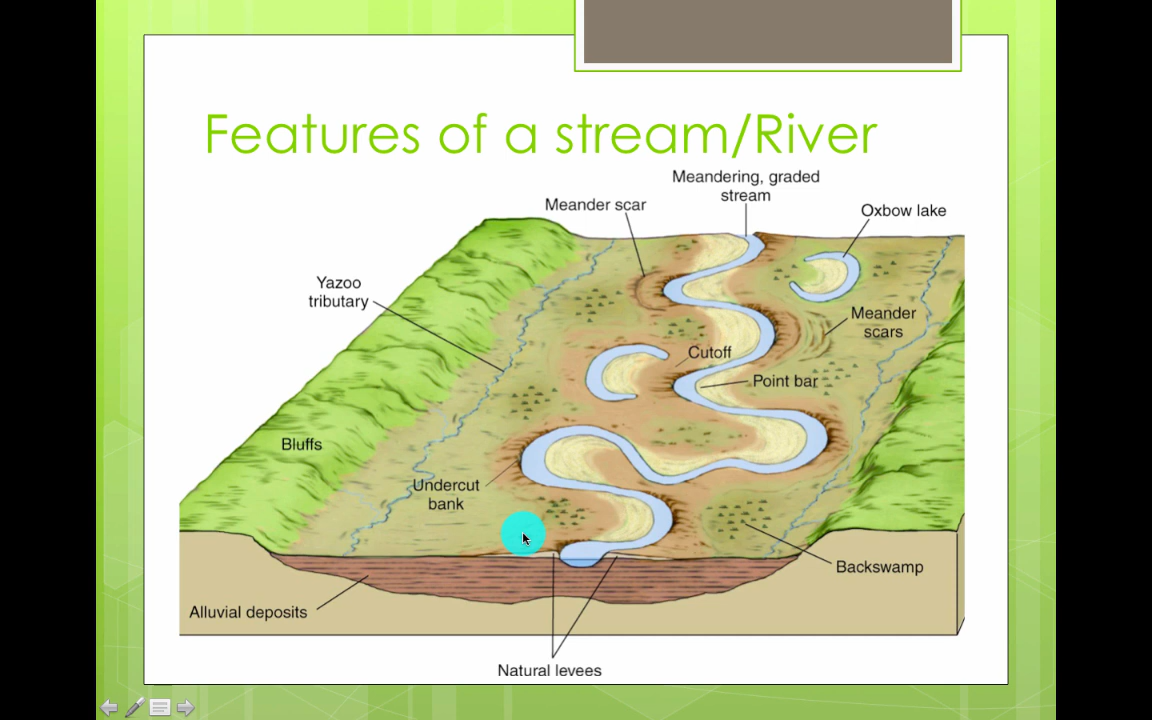 Features of a stream/River
Meandering, graded
stream
Meander scar
Oxbow lake
Yazoo
tributary
Meander
scars
Cutoff
Point bar
Bluffs
Undercut
bank
Backswamp
Alluvial deposits
Natural levees